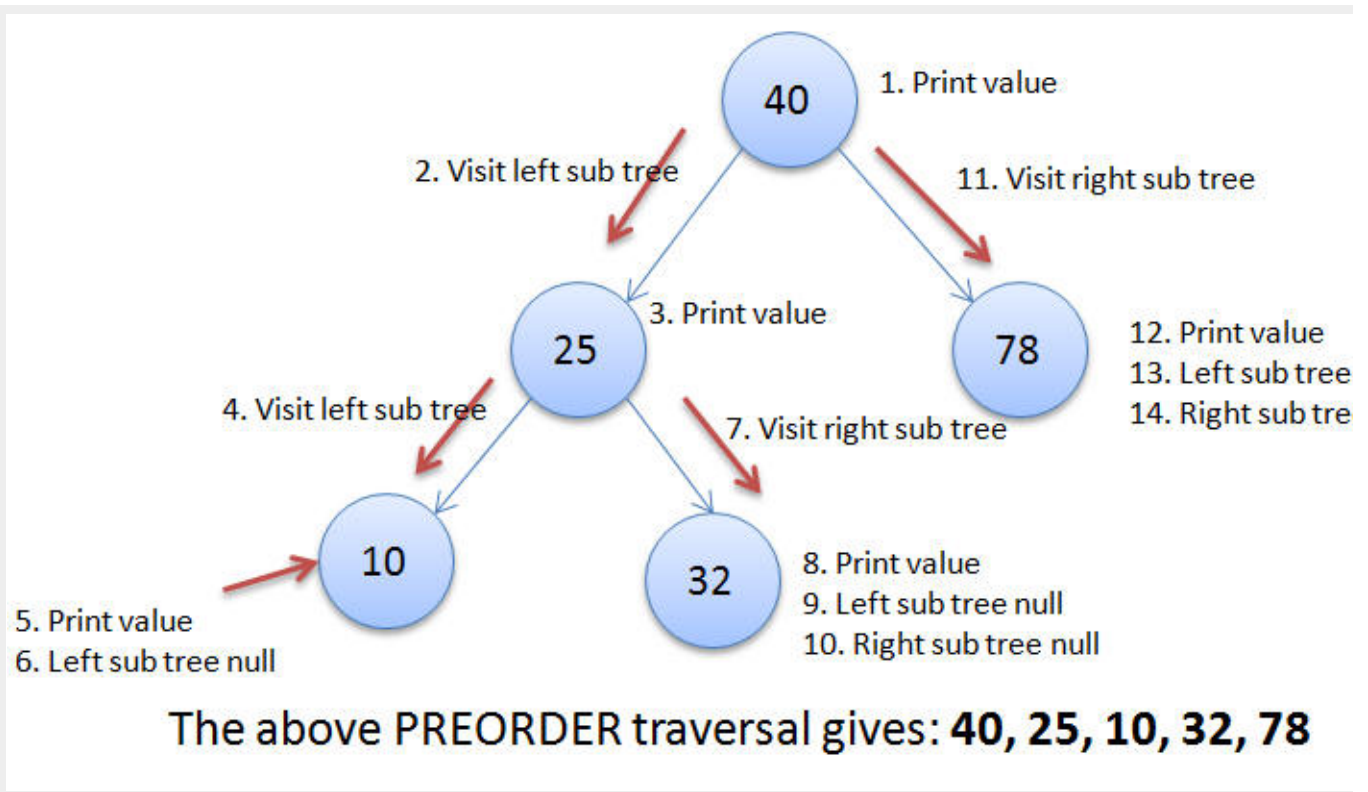 40
1. Print value
2. Visit left sub tree
11. Visit right sub tree
25
3. Print value
78
12. Print value
13. Left sub tree
14. Right sub tre
4. Visit left sub tree
7. Visit right sub tree
10
5. Print value
6. Left sub tree null
32
8. Print value
9. Left sub tree null
10. Right sub tree null
The above PREORDER traversal gives: 40, 25, 10, 32, 78